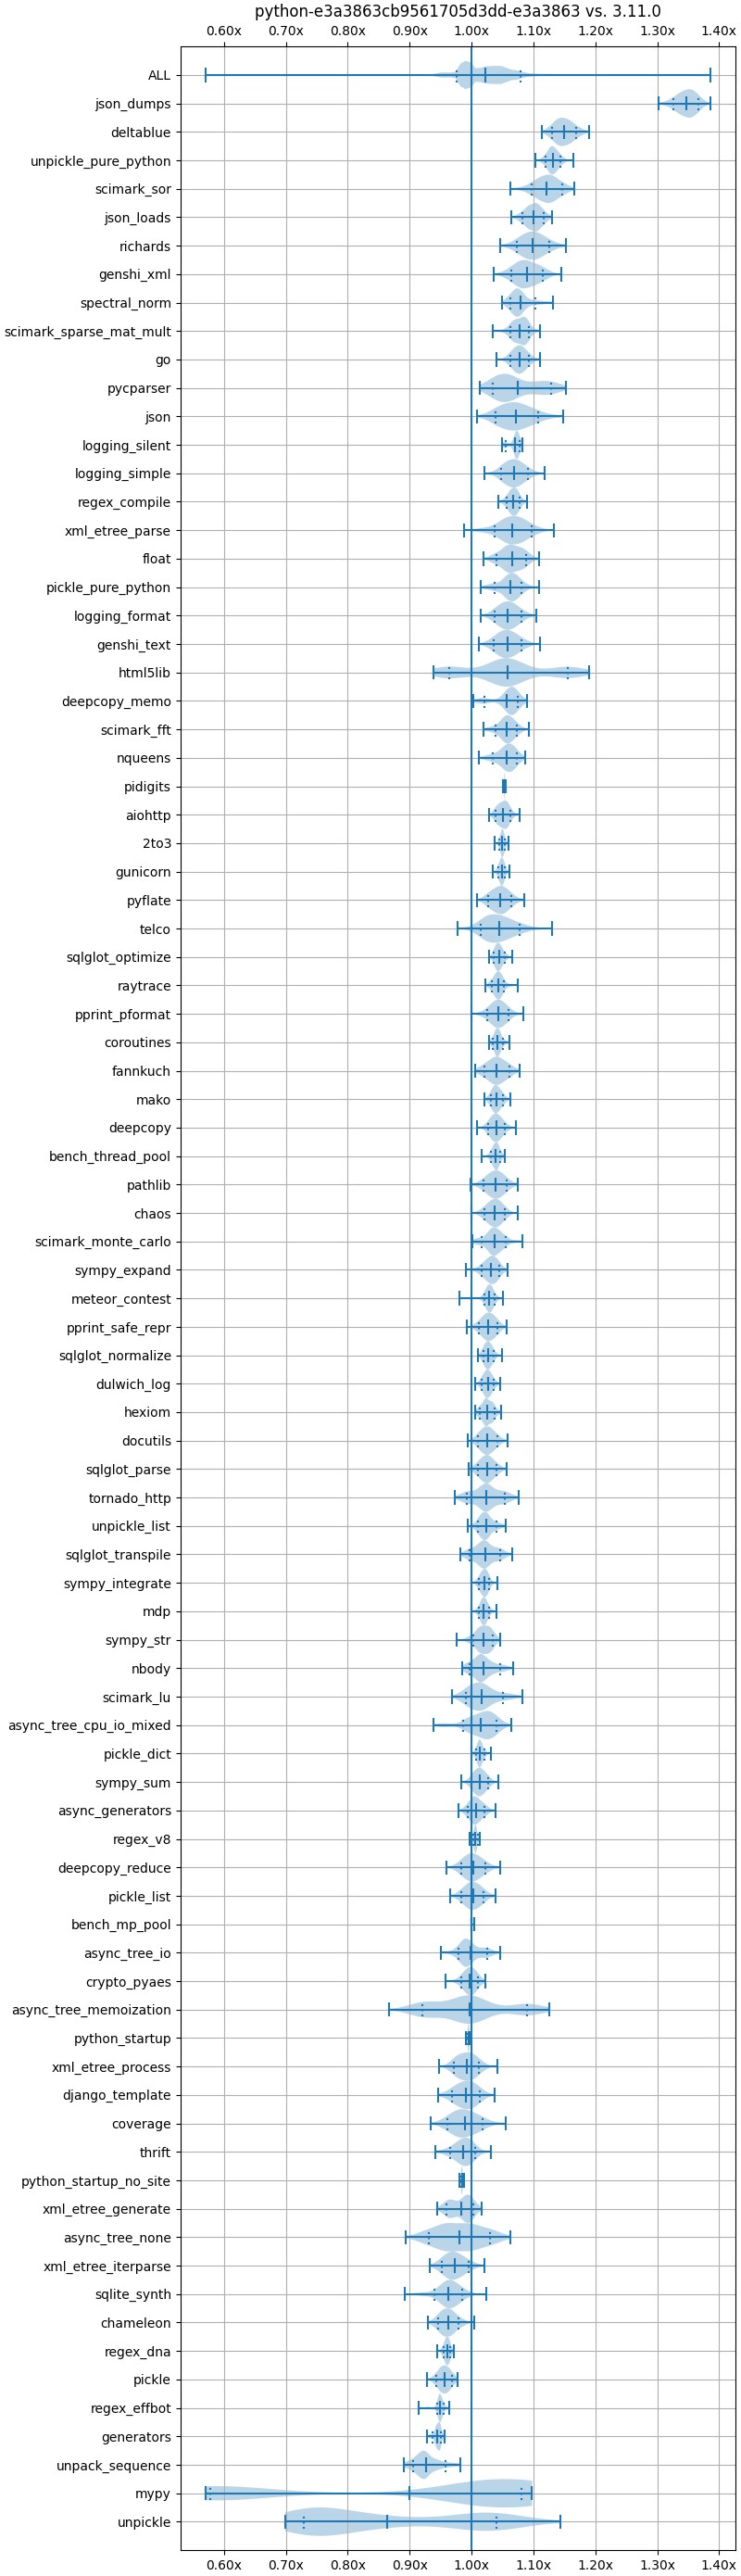 python-e3a3863cb9561705d3dd-e3a3863 vs. 3.11.0
0.60x 0.70x 0.80x 0.90x 1.00x 1.10x 1.20x 1.30x 1.40x
ALL
json_dumps
deltablue
unpickle_pure_python
scimark_sor
json_loads
richards
genshi_xml
spectral_norm
scimark_sparse_mat_mult
go
pycparser
json
logging_silent
logging_simple
regex_compile
xml_etree_parse
float
pickle_pure_python
logging_format
genshi_text
html5lib
deepcopy_memo
scimark_fft
nqueens
pidigits
aiohttp
2to3
gunicorn
pyflate
telco
sqlglot_optimize
raytrace
pprint_pformat
coroutines
fannkuch
mako
deepcopy
bench_thread_pool
pathlib
chaos
scimark_monte_carlo
sympy_expand
meteor_contest
pprint_safe_repr
sqlglot_normalize
dulwich_log
hexiom
docutils
sqlglot_parse
tornado_http
unpickle_list
sqlglot_transpile
sympy_integrate
mdp
sympy_str
nbody
scimark_lu
async_tree_cpu_io_mixed
pickle_dict
sympy_sum
async_generators
regex_v8
deepcopy_reduce
pickle_list
bench_mp_pool
async_tree_io
crypto_pyaes
async_tree_memoization
python_startup
xml_etree_process
django_template
coverage
thrift
python_startup_no_site
xml_etree_generate
async_tree_none
xml_etree_iterparse
sqlite_synth
chameleon
regex_dna
pickle
regex_effbot
generators
unpack_sequence
mypy
unpickle
0.60x 0.70x 0.80x 0.90x 1.00x 1.10x 1.20x 1.30x 1.40x